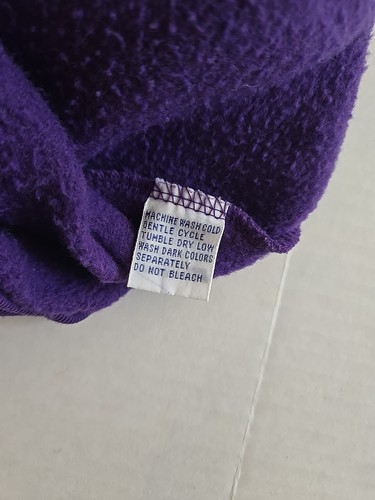 MACHINE WASH COLD
GENTLE CYCLE
TUMBLE DRY LOW
WASH DARK COLORS
SEPARATELY
DO NOT BLEACH